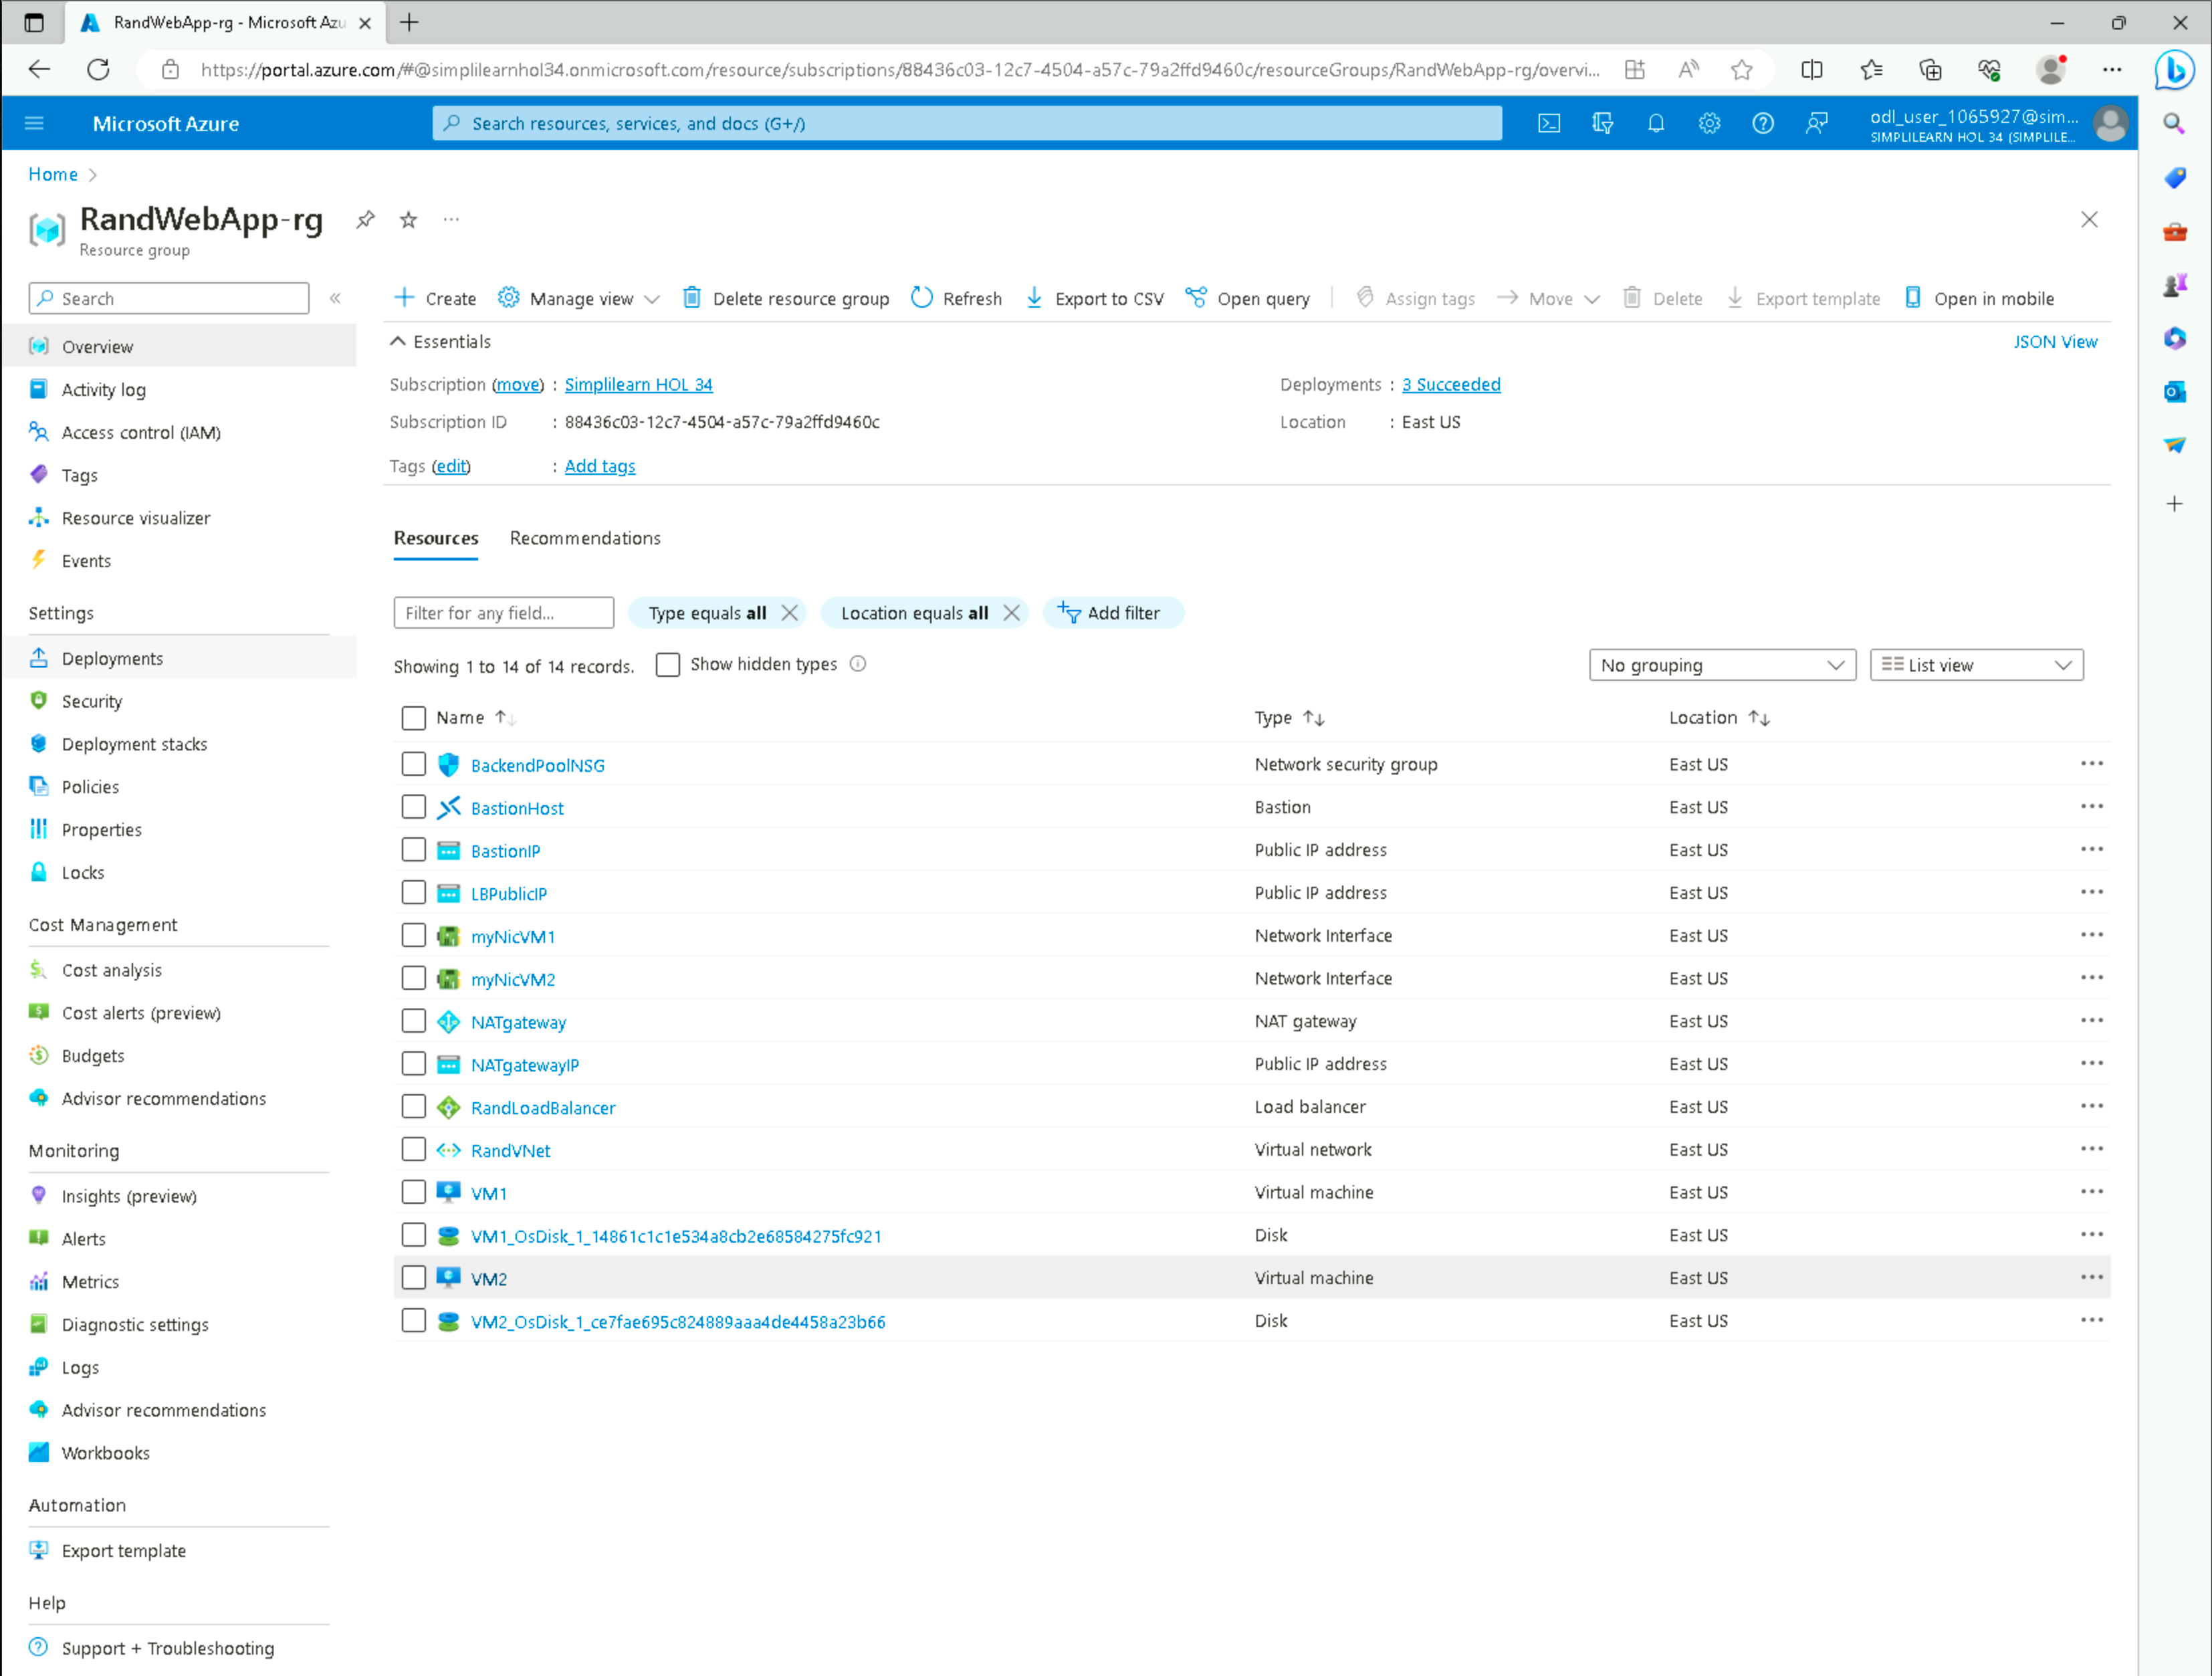 RandWebApp-rg - Microsoft Azu
https://portal.azure.com/#@simplilearnhol34.onmicrosoft.com/resource/subscriptions/88436c03-12c7-4504-a57c-79a2ffd9460c/resourceGroups/RandWebApp-rg/overvi...
Microsoft Azure
Search resources, services, and docs (G+/)
odl_user_1065927@sim...
SIMPLILEARN HOL 34 (SIMPLILE...
Home
RandWebApp-rg
Resource group
Search
Overview
Activity log
Access control (IAM)
Tags
Resource visualizer
Events
Settings
Deployments
Security
Deployment stacks
Policies
Properties
Locks
Cost Management
Cost analysis
Cost alerts (preview)
Budgets
Advisor recommendations
Monitoring
Insights (preview)
Alerts
Metrics
Diagnostic settings
Logs
Advisor recommendations
Workbooks
Automation
Export template
Help
Support + Troubleshooting
Create Manage view Delete resource group Refresh Export to CSV Open query Assign tags Move Delete Export template Open in mobile
Essentials JSON View
Subscription (move) : Simplilearn HOL 34 Deployments : 3 Succeeded
Subscription ID : 88436c03-12c7-4504-a57c-79a2ffd9460c Location : East US
Tags (edit) : Add tags
Resources Recommendations
Filter for any field... Type equals all Location equals all Add filter
Showing 1 to 14 of 14 records. Show hidden types No grouping List view
Name Type Location
BackendPoolNSG Network security group East US
BastionHost Bastion East US
BastionIP Public IP address East US
LBPublicIP Public IP address East US
myNicVM1 Network Interface East US
myNicVM2 Network Interface East US
NATgateway NAT gateway East US
NATgatewayIP Public IP address East US
RandLoadBalancer Load balancer East US
RandVNet Virtual network East US
VM1 Virtual machine East US
VM1_OsDisk_1_14861c1c1e534a8cb2e68584275fc921 Disk East US
VM2 Virtual machine East US
VM2_OsDisk_1_ce7fae695c824889aaa4de4458a23b66 Disk East US